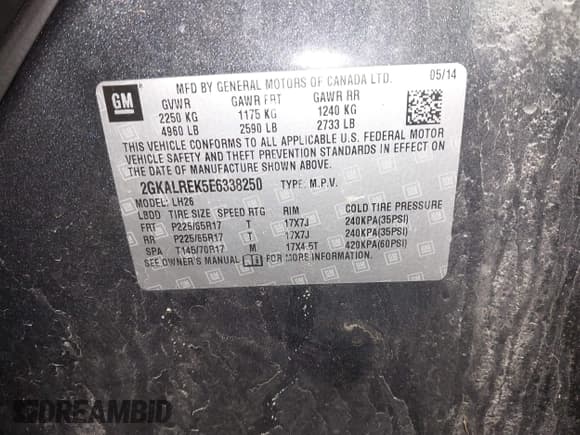 GM
MFD BY GENERAL MOTORS OF CANADA LTD. 05/14
GVWR GAWR FRT GAWR RR
2250 KG 1175 KG 1240 KG
4960 LB 2590 LB 2733 LB
THIS VEHICLE CONFORMS TO ALL APPLICABLE U.S. FEDERAL MOTOR
VEHICLE SAFETY AND THEFT PREVENTION STANDARDS IN EFFECT ON
THE DATE OF MANUFACTURE SHOWN ABOVE.
2GKALREK5E6338250 TYPE: M.P.V.
MODEL: LH26
LBDD TIRE SIZE SPEED RTG RIM COLD TIRE PRESSURE
FRT P225/65R17 T 17X7J 240KPA(35PSI)
RR P225/65R17 T 17X7J 240KPA(35PSI)
SPA T145/70R17 M 17X4.5T 420KPA(60PSI)
SEE OWNER'S MANUAL FOR MORE INFORMATION.
DREAMBID